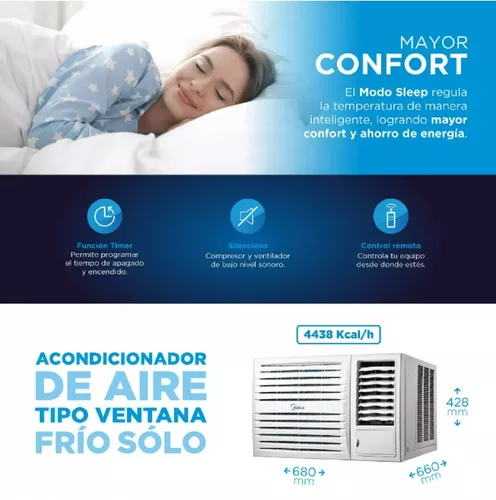 MAYOR
CONFORT
El Modo Sleep regula
la temperatura de manera
inteligente, logrando mayor
confort y ahorro de energía.
Función Timer
Permite programar
el tiempo de apagado
y encendido.
Silencioso
Compresor y ventilador
de bajo nivel sonoro.
Control remoto
Controla tu equipo
desde donde estés.
ACONDICIONADOR
DE AIRE
TIPO VENTANA
FRÍO SÓLO
4438 Kcal/h
Midea
428
mm
680
mm
660
mm